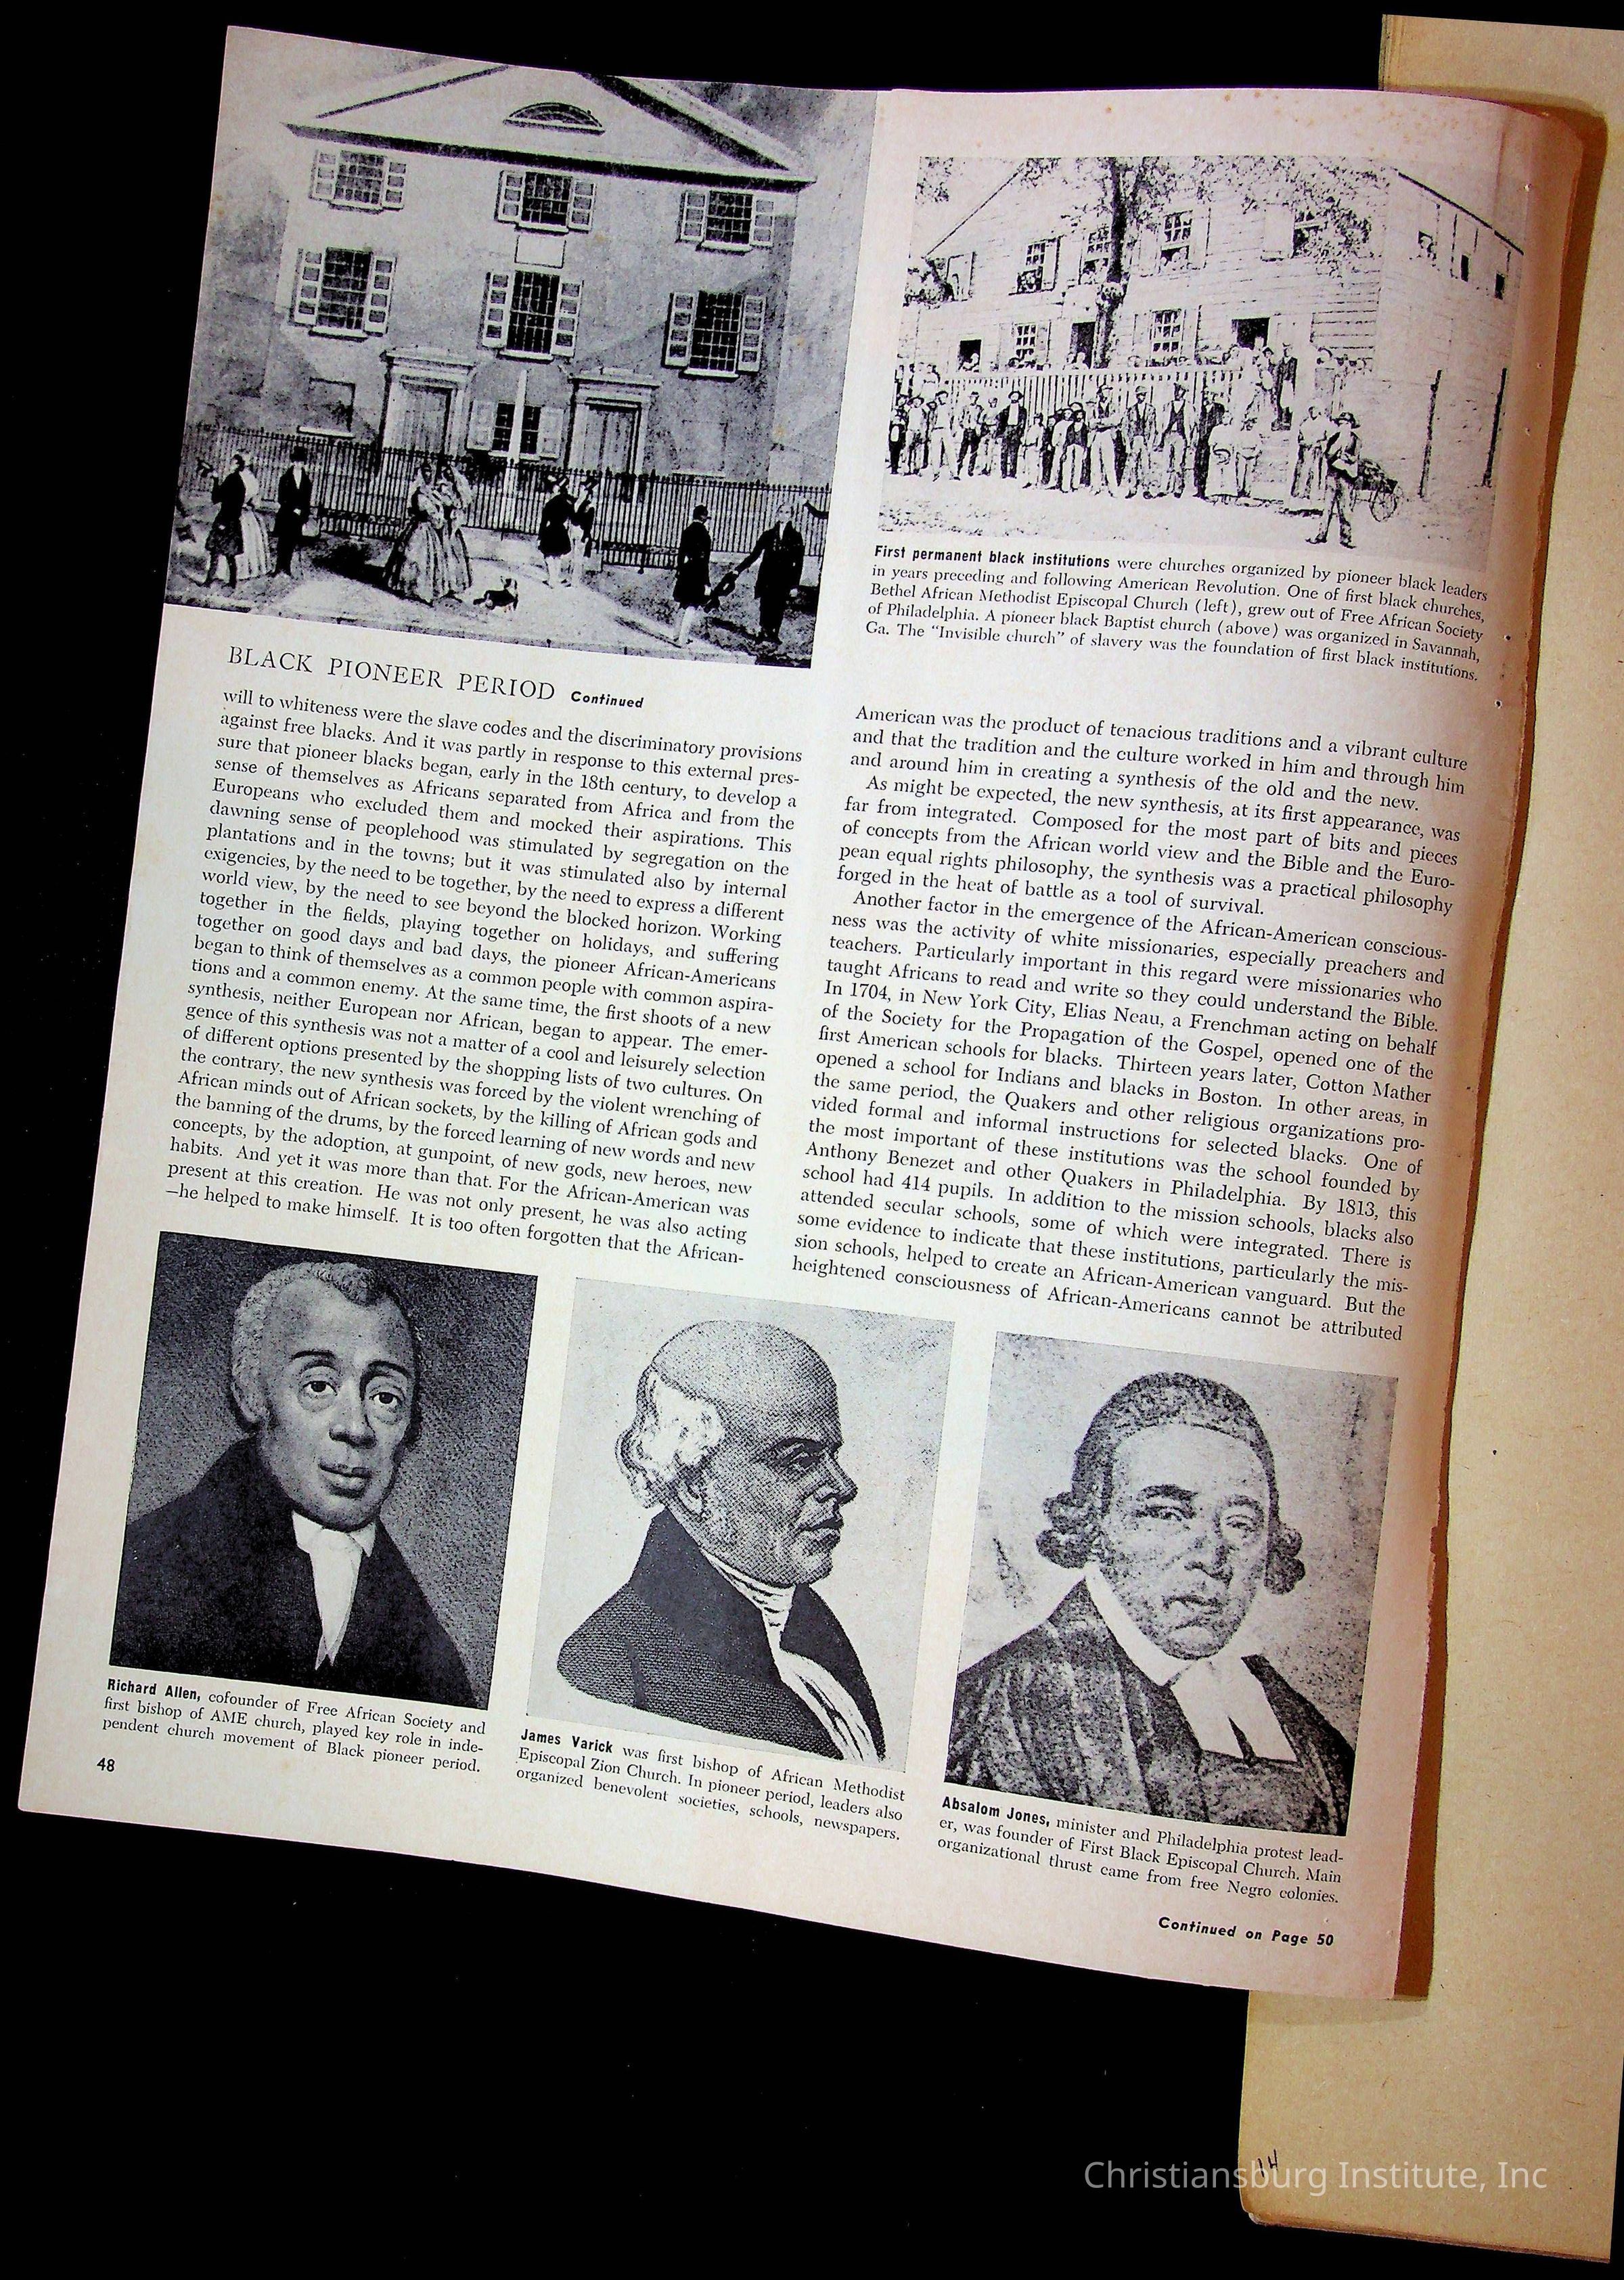 First permanent black institutions were churches organized by pioneer black leaders
in years preceding and following American Revolution. One of first black churches,
Bethel African Methodist Episcopal Church (left), grew out of Free African Society
of Philadelphia. A pioneer black Baptist church (above) was organized in Savannah,
Ga. The “Invisible church” of slavery was the foundation of first black institutions.
BLACK PIONEER PERIOD Continued
will to whiteness were the slave codes and the discriminatory provisions
against free blacks. And it was partly in response to this external pres-
sure that pioneer blacks began, early in the 18th century, to develop a
sense of themselves as Africans separated from Africa and from the
Europeans who excluded them and mocked their aspirations. This
dawning sense of peoplehood was stimulated by segregation on the
plantations and in the towns; but it was stimulated also by internal
exigencies, by the need to be together, by the need to express a different
world view, by the need to see beyond the blocked horizon. Working
together in the fields, playing together on holidays, and suffering
together on good days and bad days, the pioneer African-Americans
began to think of themselves as a common people with common aspira-
tions and a common enemy. At the same time, the first shoots of a new
synthesis, neither European nor African, began to appear. The emer-
gence of this synthesis was not a matter of a cool and leisurely selection
of different options presented by the shopping lists of two cultures. On
the contrary, the new synthesis was forced by the violent wrenching of
African minds out of African sockets, by the killing of African gods and
the banning of the drums, by the forced learning of new words and new
concepts, by the adoption, at gunpoint, of new gods, new heroes, new
habits. And yet it was more than that. For the African-American was
present at this creation. He was not only present, he was also acting
—he helped to make himself. It is too often forgotten that the African-
American was the product of tenacious traditions and a vibrant culture
and that the tradition and the culture worked in him and through him
and around him in creating a synthesis of the old and the new.
As might be expected, the new synthesis, at its first appearance, was
far from integrated. Composed for the most part of bits and pieces
of concepts from the African world view and the Bible and the Euro-
pean equal rights philosophy, the synthesis was a practical philosophy
forged in the heat of battle as a tool of survival.
Another factor in the emergence of the African-American conscious-
ness was the activity of white missionaries, especially preachers and
teachers. Particularly important in this regard were missionaries who
taught Africans to read and write so they could understand the Bible.
In 1704, in New York City, Elias Neau, a Frenchman acting on behalf
of the Society for the Propagation of the Gospel, opened one of the
first American schools for blacks. Thirteen years later, Cotton Mather
opened a school for Indians and blacks in Boston. In other areas, in
the same period, the Quakers and other religious organizations pro-
vided formal and informal instructions for selected blacks. One of
the most important of these institutions was the school founded by
Anthony Benezet and other Quakers in Philadelphia. By 1813, this
school had 414 pupils. In addition to the mission schools, blacks also
attended secular schools, some of which were integrated. There is
some evidence to indicate that these institutions, particularly the mis-
sion schools, helped to create an African-American vanguard. But the
heightened consciousness of African-Americans cannot be attributed
Richard Allen, cofounder of Free African Society and
first bishop of AME church, played key role in inde-
pendent church movement of Black pioneer period.
James Varick was first bishop of African Methodist
Episcopal Zion Church. In pioneer period, leaders also
organized benevolent societies, schools, newspapers.
Absalom Jones, minister and Philadelphia protest lead-
er, was founder of First Black Episcopal Church. Main
organizational thrust came from free Negro colonies.
48
Continued on Page 50
14
Christiansburg Institute, Inc